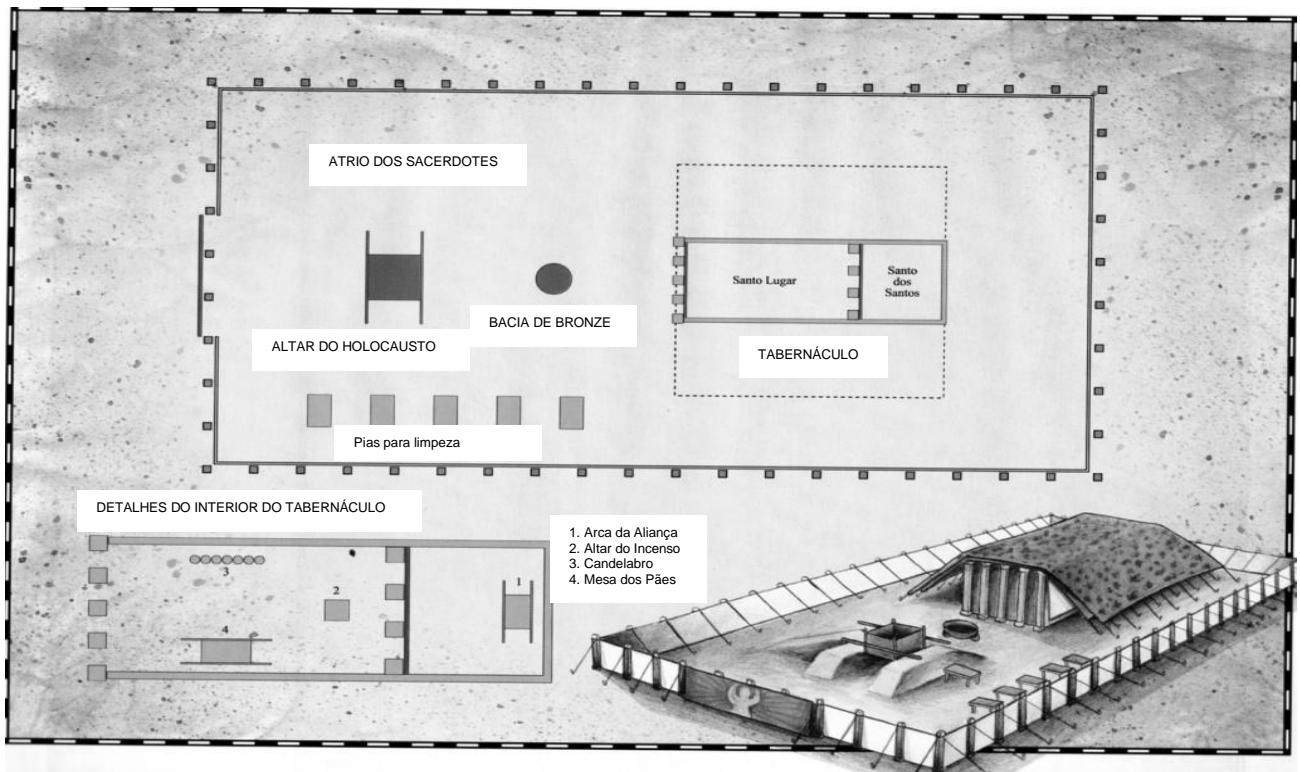 ATRIO DOS SACERDOTES
Santo Lugar
Santo
dos
Santos
BACIA DE BRONZE
ALTAR DO HOLOCAUSTO
TABERNÁCULO
Pias para limpeza
DETALHES DO INTERIOR DO TABERNÁCULO
1. Arca da Aliança
2. Altar do Incenso
3. Candelabro
4. Mesa dos Pães
3
2
1
4